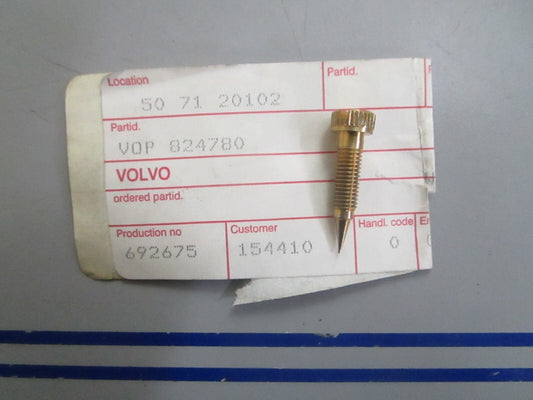 Location Partid.
50 71 20102
Partid.
VOP 824780
VOLVO
ordered partid.
Production no Customer Handl. code
692675 154410 0